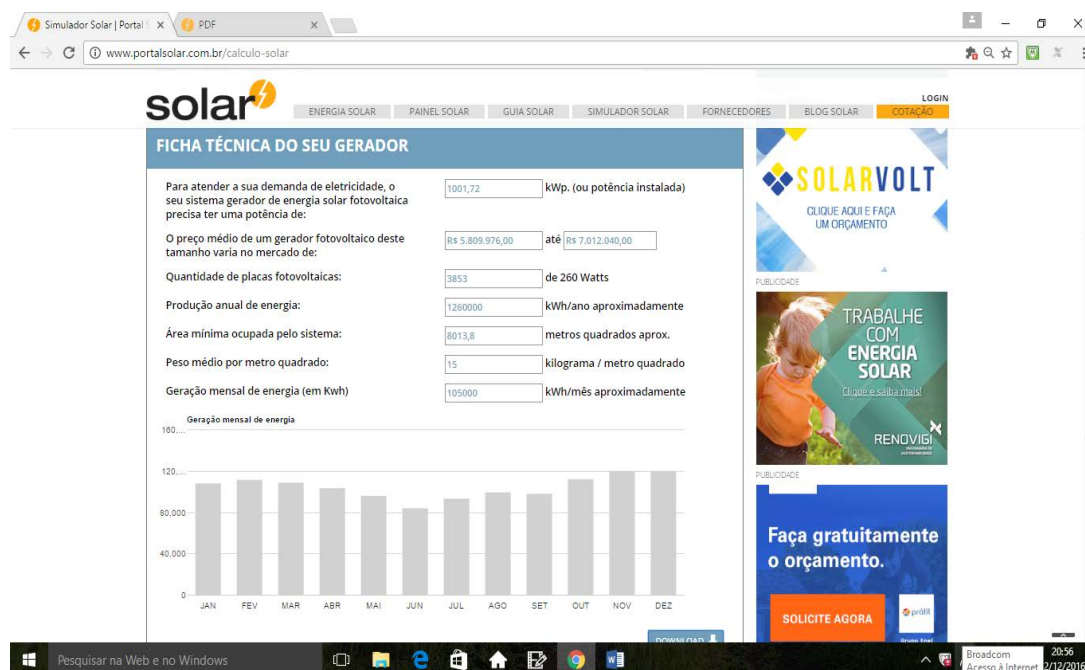 Simulador Solar | Portal S
PDF
www.portalsolar.com.br/calculo-solar
solar
LOGIN
ENERGIA SOLAR
PAINEL SOLAR
GUIA SOLAR
SIMULADOR SOLAR
FORNECEDORES
BLOG SOLAR
COTAÇÃO
FICHA TÉCNICA DO SEU GERADOR
Para atender a sua demanda de eletricidade, o
seu sistema gerador de energia solar fotovoltaica
precisa ter uma potência de:
1001,72 kWp. (ou potência instalada)
O preço médio de um gerador fotovoltaico deste
tamanho varia no mercado de:
R$ 5.809.976,00 até R$ 7.012.040,00
Quantidade de placas fotovoltaicas: 3853 de 260 Watts
Produção anual de energia: 1260000 kWh/ano aproximadamente
Área mínima ocupada pelo sistema: 8013,8 metros quadrados aprox.
Peso médio por metro quadrado: 15 kilograma / metro quadrado
Geração mensal de energia (em Kwh) 105000 kWh/mês aproximadamente
Geração mensal de energia
160,...
120,...
80,000
40,000
0
JAN FEV MAR ABR MAI JUN JUL AGO SET OUT NOV DEZ
DOWNLOAD
SOLARVOLT
CLIQUE AQUI E FAÇA
UM ORÇAMENTO
PUBLICIDADE
TRABALHE
COM
ENERGIA
SOLAR
Clique e saiba mais!
RENOVIGI
PUBLICIDADE
Faça gratuitamente
o orçamento.
SOLICITE AGORA
prátil
Grupo Enel
Pesquisar na Web e no Windows
Broadcom
Acesso à Internet
20:56
2/12/2016